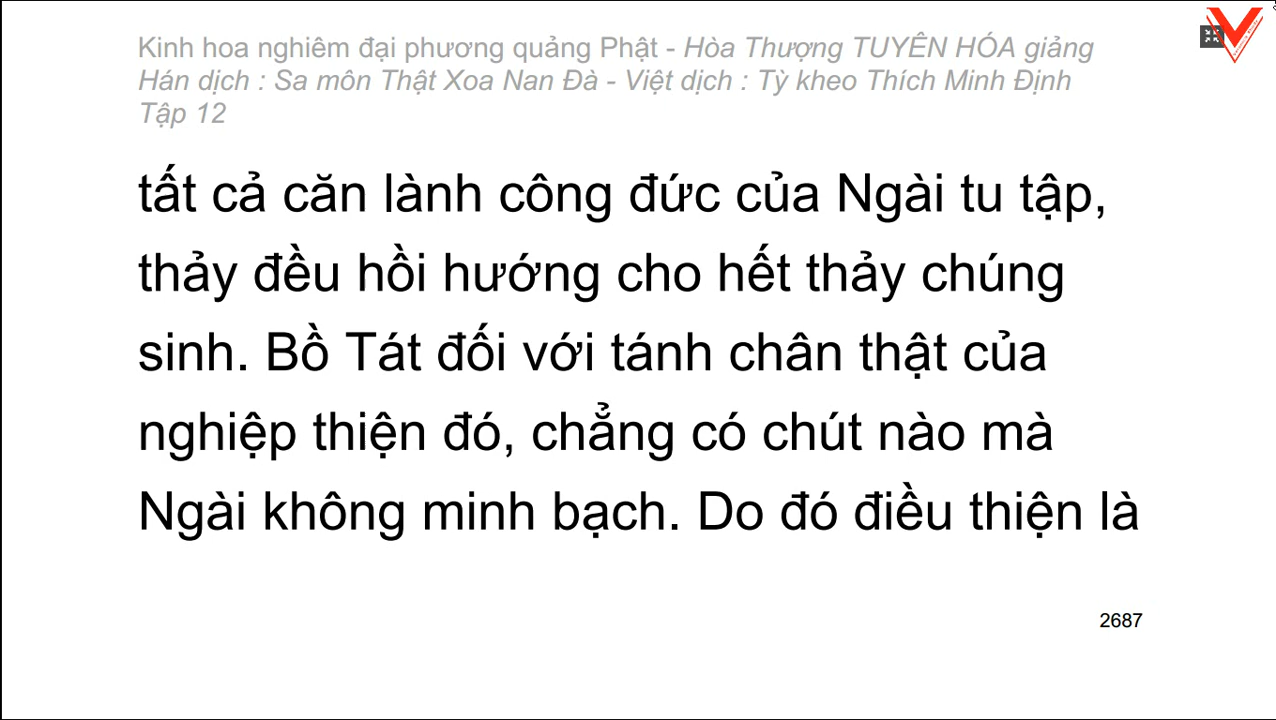 Kinh hoa nghiêm đại phương quảng Phật - Hòa Thượng TUYÊN HÓA giảng
Hán dịch : Sa môn Thật Xoa Nan Đà - Việt dịch : Tỳ kheo Thích Minh Định
Tập 12
tất cả căn lành công đức của Ngài tu tập,
thảy đều hồi hướng cho hết thảy chúng
sinh. Bồ Tát đối với tánh chân thật của
nghiệp thiện đó, chẳng có chút nào mà
Ngài không minh bạch. Do đó điều thiện là
2687